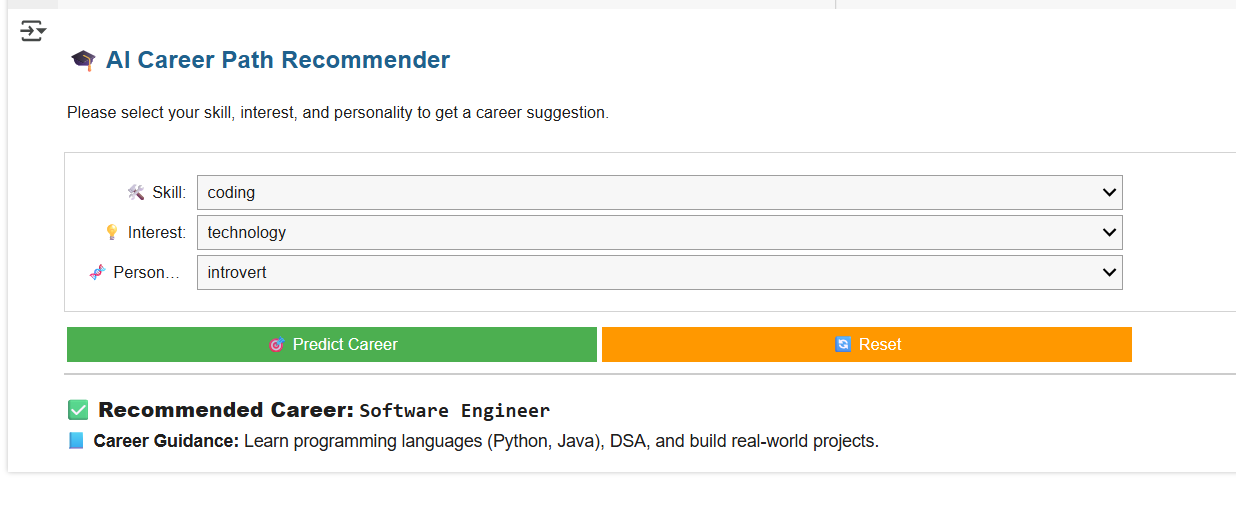 🎓 AI Career Path Recommender
Please select your skill, interest, and personality to get a career suggestion.
🛠️ Skill: coding
💡 Interest: technology
🧬 Person… introvert
🎯 Predict Career 🔄 Reset
✅ Recommended Career: Software Engineer
📘 Career Guidance: Learn programming languages (Python, Java), DSA, and build real-world projects.